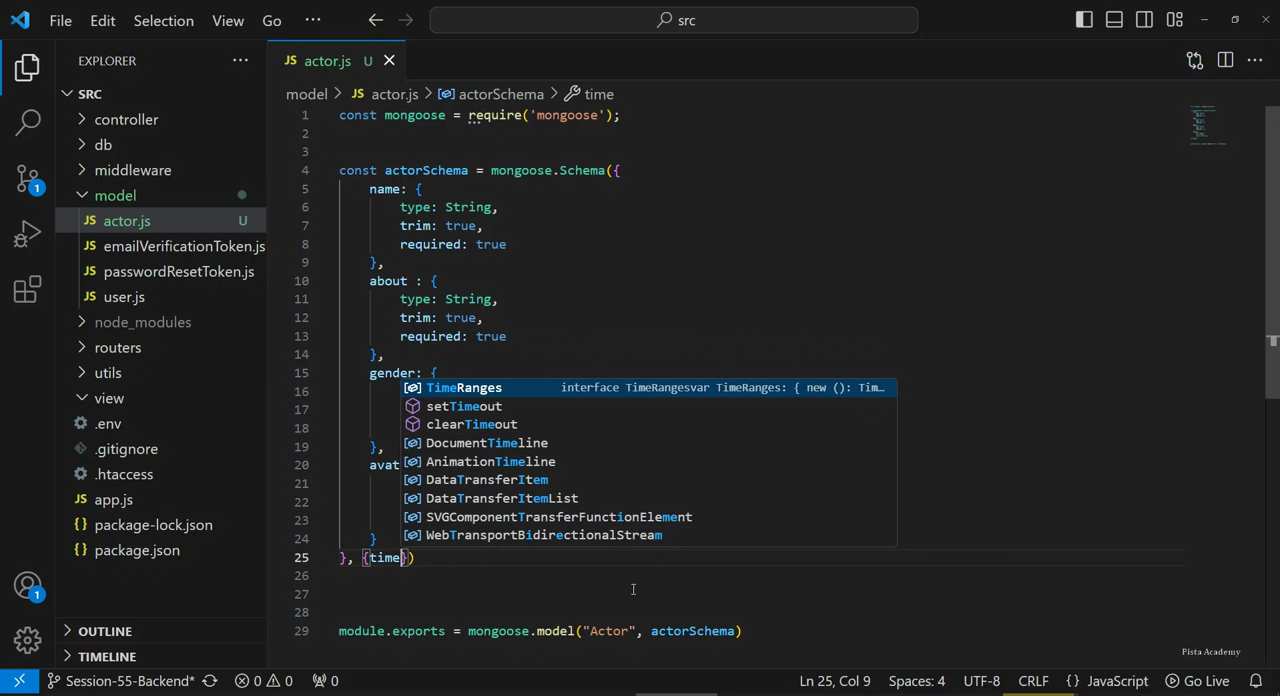 File Edit Selection View Go ··· src
EXPLORER ···
SRC
controller
db
middleware
model
actor.js U
emailVerificationToken.js
passwordResetToken.js
user.js
node_modules
routers
utils
view
.env
.gitignore
.htaccess
app.js
package-lock.json
package.json
OUTLINE
TIMELINE
1
1
JS actor.js U
model > JS actor.js > actorSchema > time
1 const mongoose = require('mongoose');
2
3
4 const actorSchema = mongoose.Schema({
5 name: {
6 type: String,
7 trim: true,
8 required: true
9 },
10 about : {
11 type: String,
12 trim: true,
13 required: true
14 },
15 gender: {
16
17
18
19 },
20 avat
21
22
23
24 }
25 }, {time})
26
27
28
29 module.exports = mongoose.model("Actor", actorSchema)
TimeRanges interface TimeRangesvar TimeRanges: { new (): Tim…
setTimeout
clearTimeout
DocumentTimeline
AnimationTimeline
DataTransferItem
DataTransferItemList
SVGComponentTransferFunctionElement
WebTransportBidirectionalStream
Pista Academy
Session-55-Backend* 0 0 0 Ln 25, Col 9 Spaces: 4 UTF-8 CRLF {} JavaScript Go Live